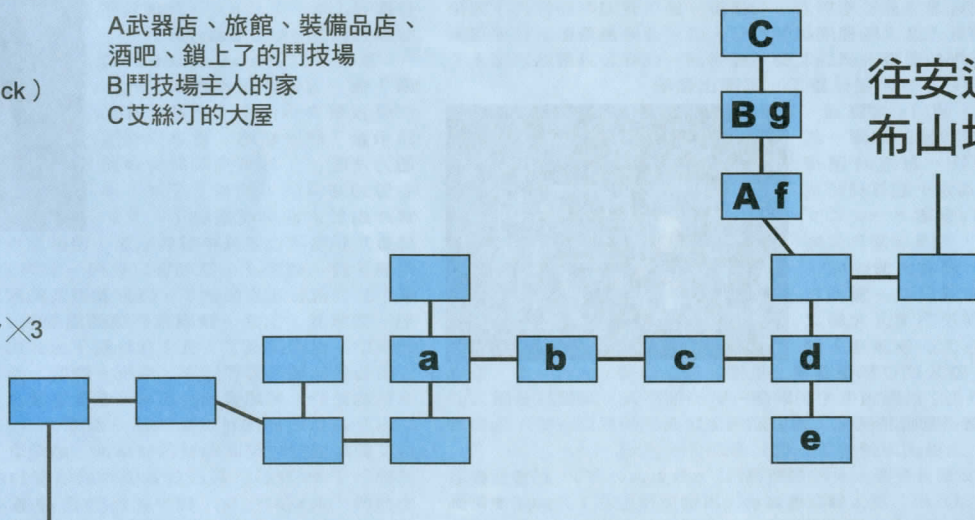 A武器店、旅館、裝備品店、
酒吧、鎖上了的鬥技場
B鬥技場主人的家
C艾絲汀的大屋
ck）
往安
布山
×3
C
B g
A f
a b c d
e